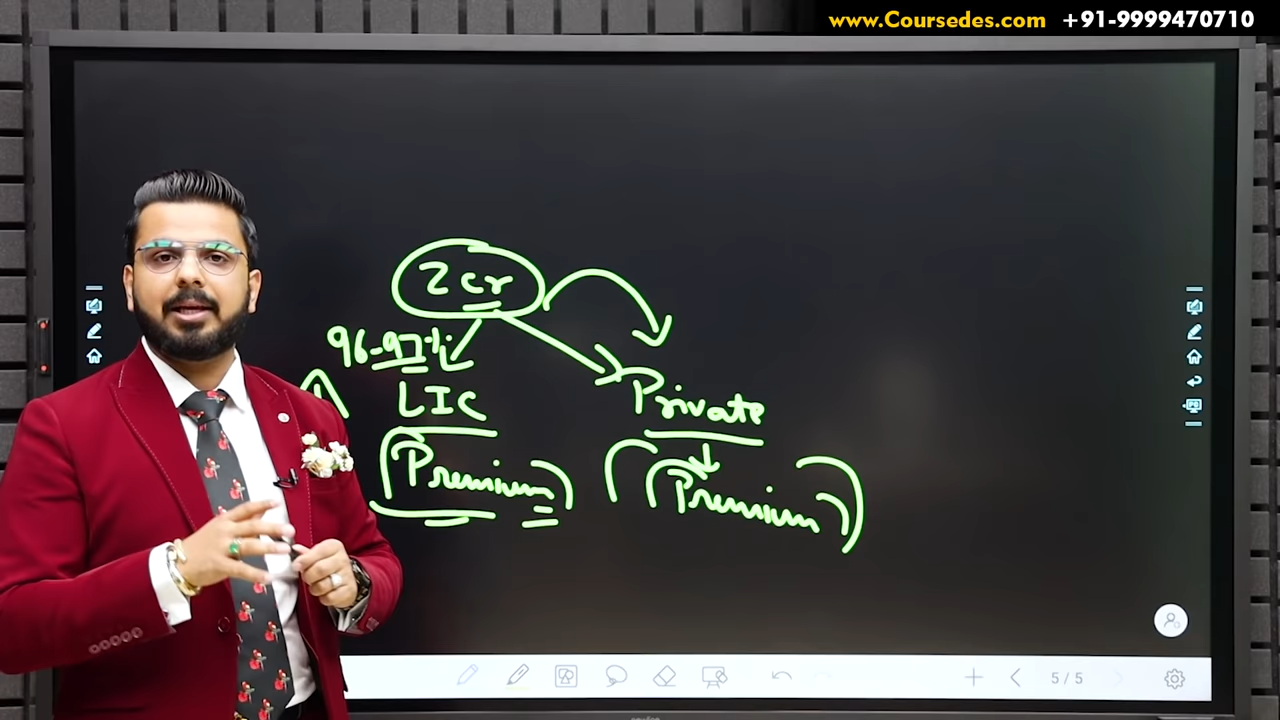 www.Coursedes.com +91-9999470710
2 cr
96-97%
LIC
Private
(Premium)
(Premium)
5 / 5